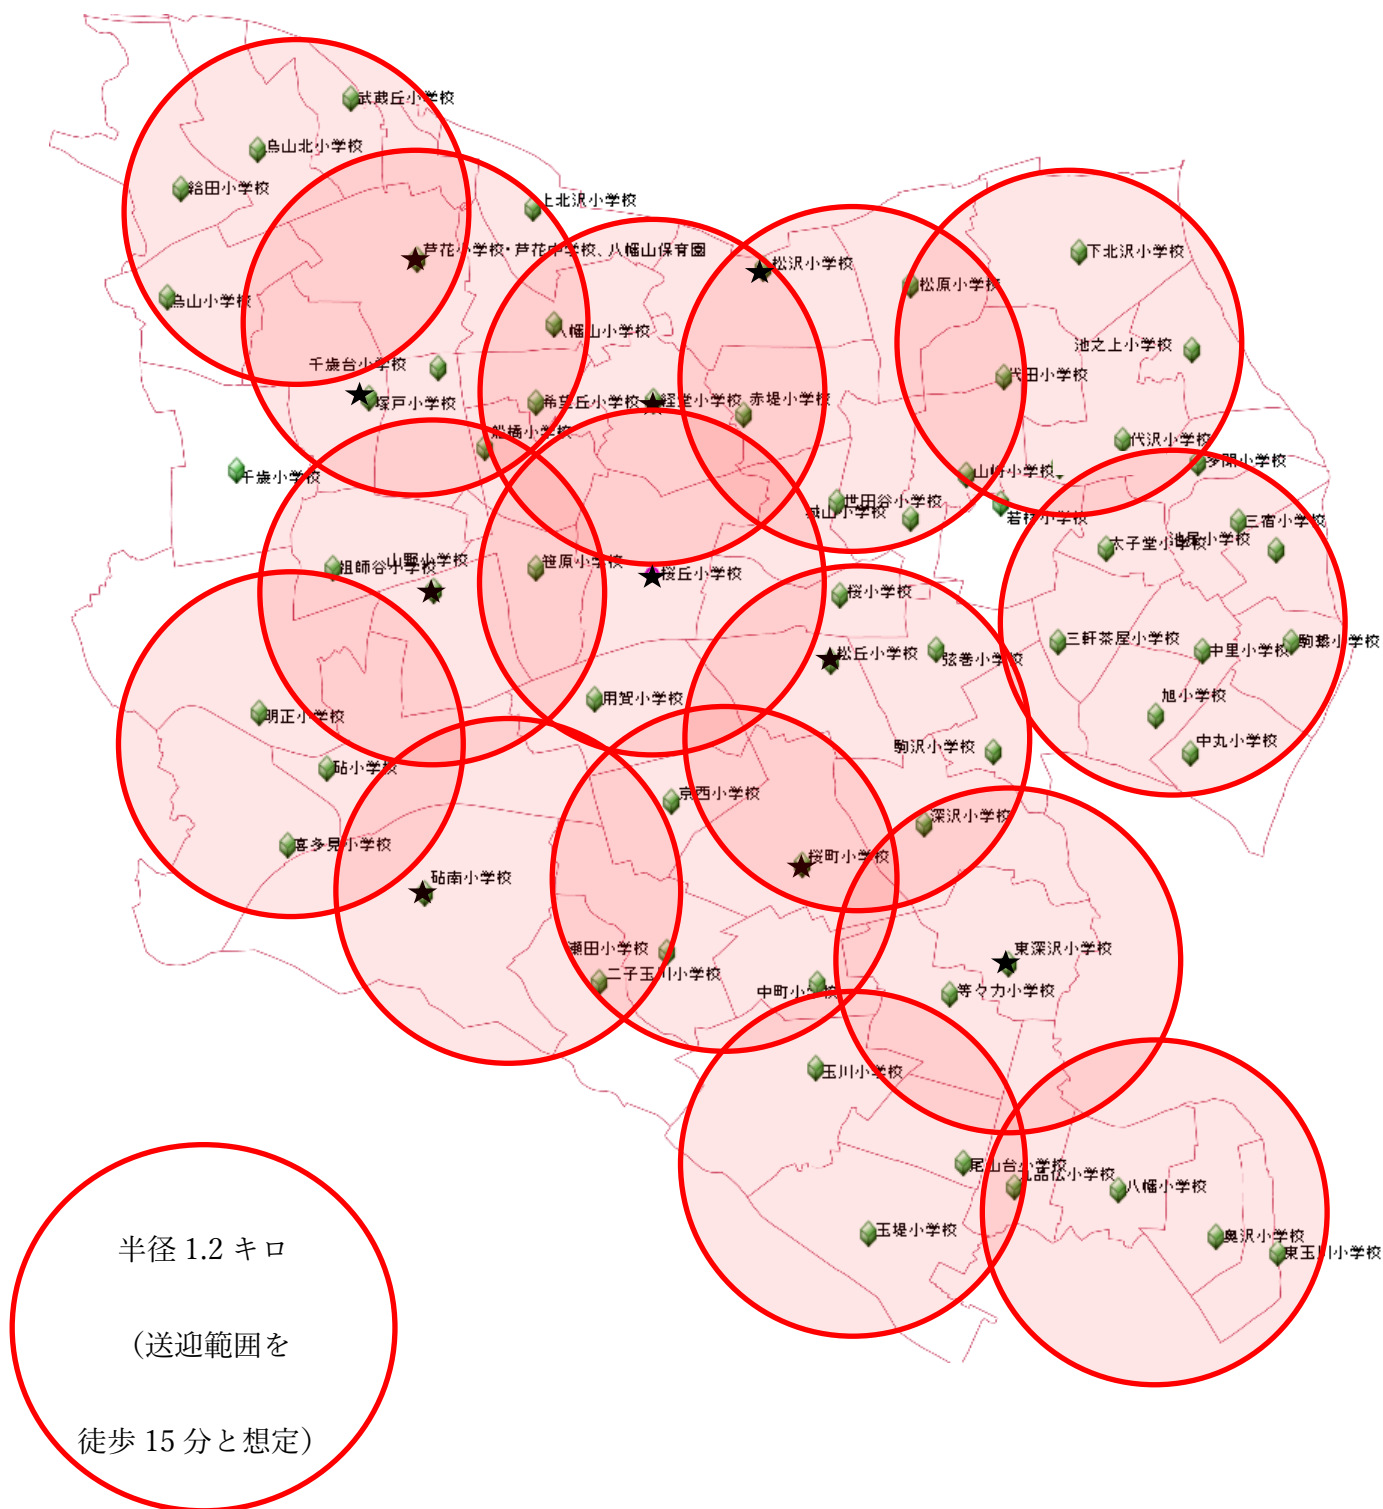 武蔵丘小学校
烏山北小学校
給田小学校
上北沢小学校
芦花小学校・芦花中学校、八幡山保育園
松沢小学校
下北沢小学校
松原小学校
烏山小学校
八幡山小学校
池之上小学校
千歳台小学校
代田小学校
塚戸小学校
希望丘小学校
経堂小学校
赤堤小学校
船橋小学校
代沢小学校
多聞小学校
千歳小学校
山崎小学校
世田谷小学校
城山小学校
若林小学校
三宿小学校
太子堂小学校
池尻小学校
山野小学校
祖師谷小学校
笹原小学校
桜丘小学校
桜小学校
三軒茶屋小学校
中里小学校
駒繋小学校
松丘小学校
弦巻小学校
用賀小学校
旭小学校
明正小学校
駒沢小学校
中丸小学校
砧小学校
京西小学校
深沢小学校
喜多見小学校
桜町小学校
砧南小学校
瀬田小学校
東深沢小学校
二子玉川小学校
中町小学校
等々力小学校
玉川小学校
尾山台小学校
九品仏小学校
八幡小学校
玉堤小学校
奥沢小学校
東玉川小学校
半径 1.2 キロ
（送迎範囲を
徒歩 15 分と想定）